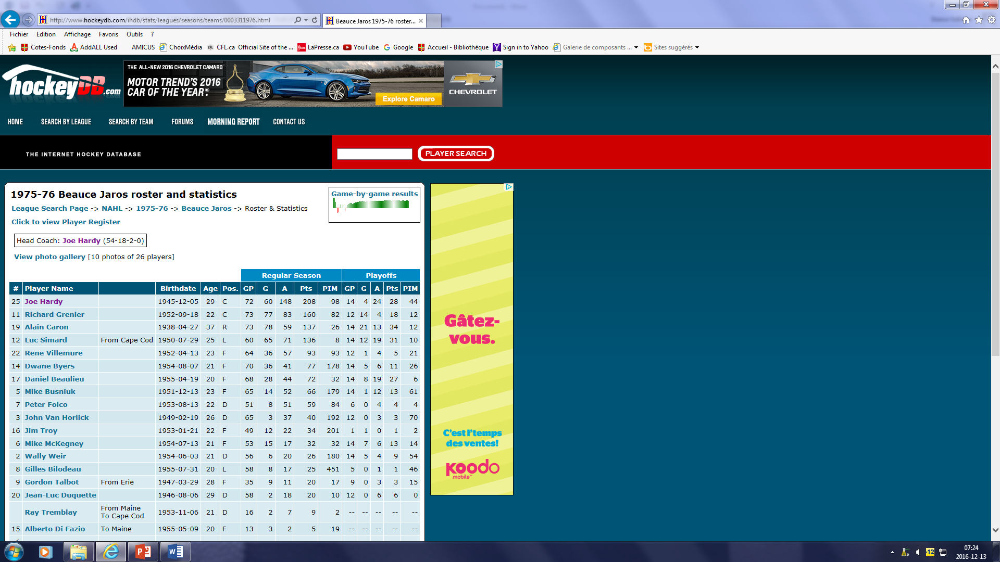 http://www.hockeydb.com/ihdb/stats/leagues/seasons/teams/0003311976.html
Beauce Jaros 1975-76 roster...
Fichier Edition Affichage Favoris Outils ?
Cotes-Fonds AddALL Used AMICUS ChoixMédia CFL.ca Official Site of the ... LaPresse.ca YouTube Google Accueil - Bibliothèque Sign in to Yahoo Galerie de composants ... Sites suggérés
hockeyDB.com
THE ALL-NEW 2016 CHEVROLET CAMARO
MOTOR TREND'S 2016
CAR OF THE YEAR.®
Explore Camaro
CHEVROLET
HOME SEARCH BY LEAGUE SEARCH BY TEAM FORUMS MORNING REPORT CONTACT US
THE INTERNET HOCKEY DATABASE
PLAYER SEARCH
1975-76 Beauce Jaros roster and statistics
Game-by-game results
League Search Page -> NAHL -> 1975-76 -> Beauce Jaros -> Roster & Statistics
Click to view Player Register
Head Coach: Joe Hardy (54-18-2-0)
View photo gallery [10 photos of 26 players]
Regular Season Playoffs
# Player Name Birthdate Age Pos. GP G A Pts PIM GP G A Pts PIM
25 Joe Hardy 1945-12-05 29 C 72 60 148 208 98 14 4 24 28 44
11 Richard Grenier 1952-09-18 22 C 73 77 83 160 82 12 14 4 18 12
19 Alain Caron 1938-04-27 37 R 73 78 59 137 26 14 21 13 34 12
12 Luc Simard From Cape Cod 1950-07-29 25 L 60 65 71 136 8 14 12 19 31 10
22 Rene Villemure 1952-04-13 23 F 64 36 57 93 93 12 1 4 5 21
14 Dwane Byers 1954-08-07 21 F 70 36 41 77 178 14 5 6 11 26
17 Daniel Beaulieu 1955-04-19 20 F 68 28 44 72 32 14 8 19 27 6
5 Mike Busniuk 1951-12-13 23 F 65 14 52 66 179 14 1 12 13 61
7 Peter Folco 1953-08-13 22 D 51 8 51 59 84 6 0 4 4 4
3 John Van Horlick 1949-02-19 26 D 65 3 37 40 192 12 0 3 3 70
16 Jim Troy 1953-01-21 22 F 49 12 22 34 201 1 1 0 1 2
6 Mike McKegney 1954-07-13 21 F 53 15 17 32 32 14 7 6 13 14
2 Wally Weir 1954-06-03 21 D 56 6 20 26 180 14 5 4 9 54
8 Gilles Bilodeau 1955-07-31 20 L 58 8 17 25 451 5 0 1 1 46
9 Gordon Talbot From Erie 1947-03-29 28 F 35 9 11 20 17 9 0 3 3 15
20 Jean-Luc Duquette 1946-08-06 29 D 58 2 18 20 10 12 0 6 6 0
Ray Tremblay From Maine To Cape Cod 1953-11-06 21 D 16 2 7 9 2 -- -- -- -- --
15 Alberto Di Fazio To Maine 1955-05-09 20 F 13 3 2 5 19 -- -- -- -- --
Gâtez-
vous.
C'est l'temps
des ventes!
koodo
mobile
12
07:24
2016-12-13